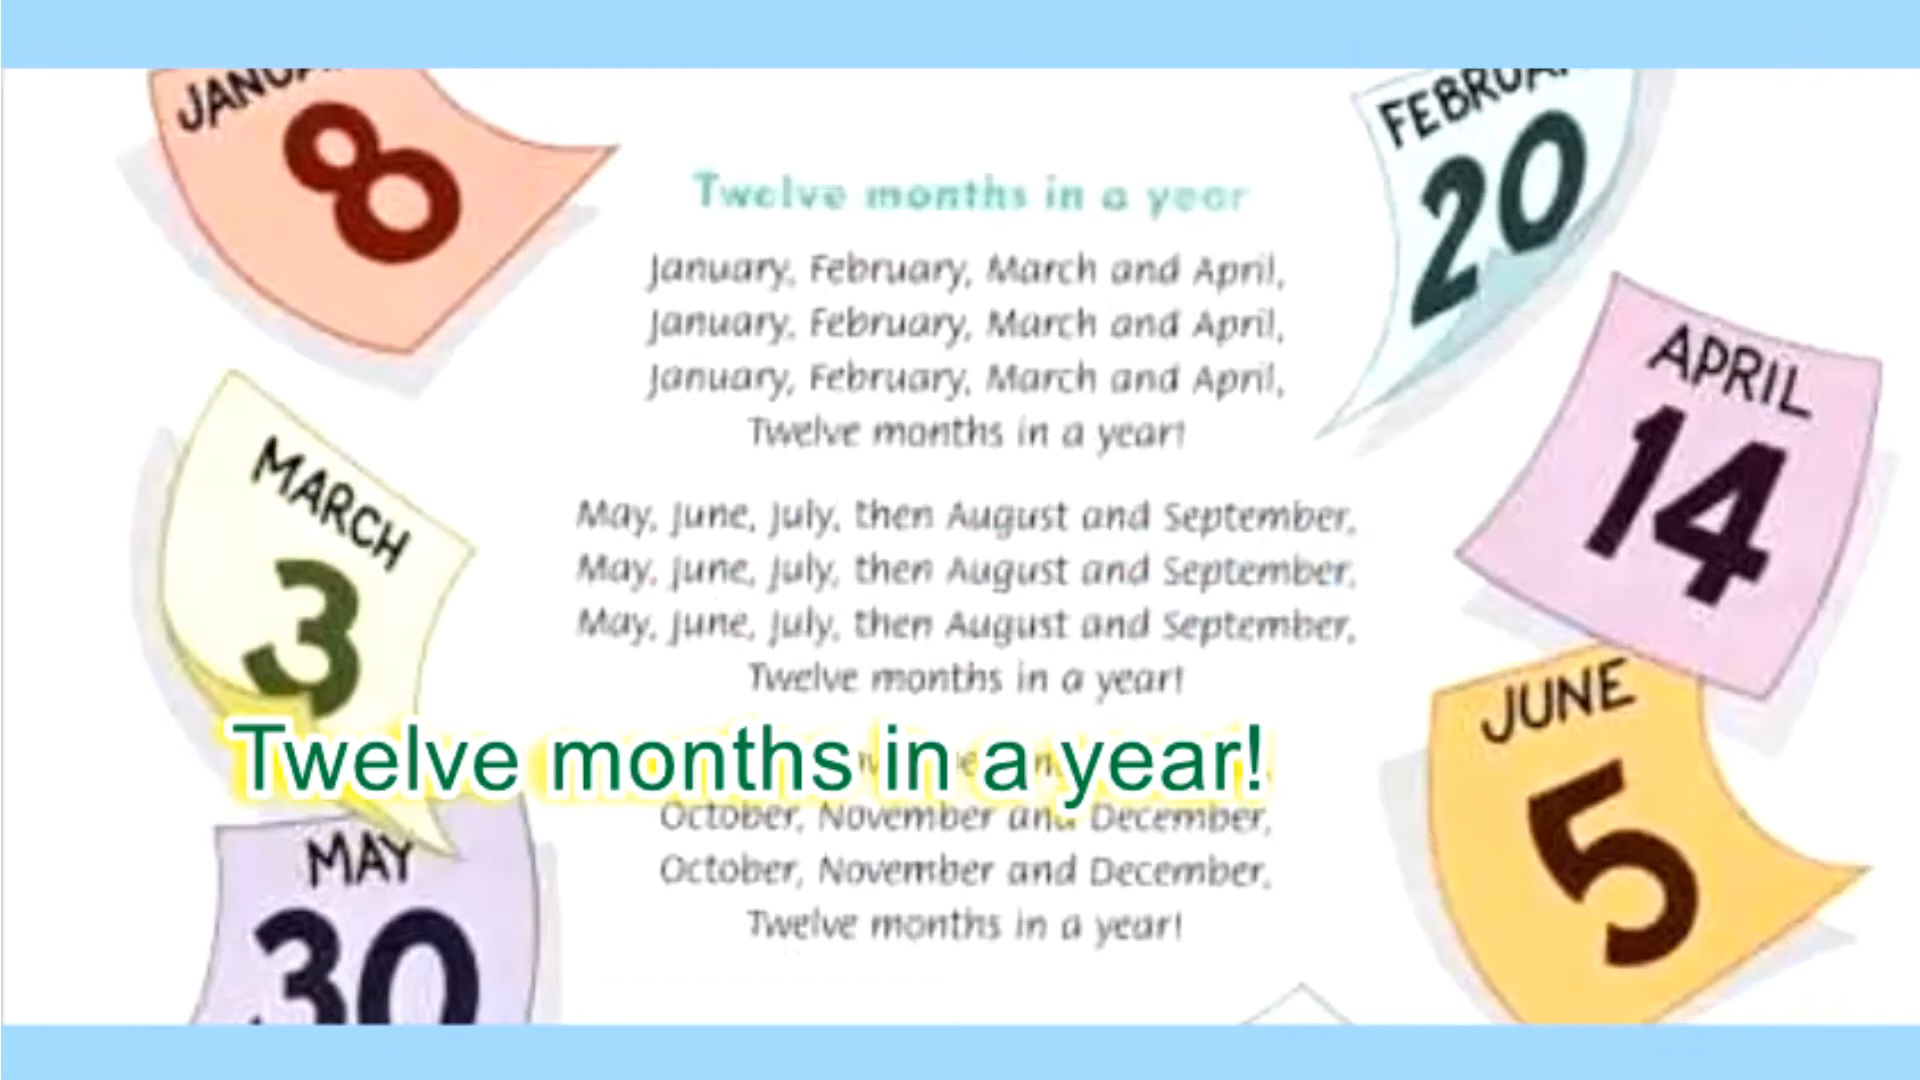 JANUA
8
FEBRUA
20
Twelve months in a year
January, February, March and April,
January, February, March and April,
January, February, March and April,
Twelve months in a year!
APRIL
14
MARCH
3
May, June, July, then August and September,
May, June, July, then August and September,
May, June, July, then August and September,
Twelve months in a year!
JUNE
5
Twelve months in a year!
October, November and December,
October, November and December,
Twelve months in a year!
MAY
30